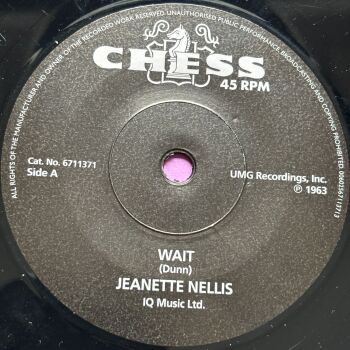 ALL RIGHTS OF THE MANUFACTURER AND OWNER OF THE RECORDED WORK RESERVED. UNAUTHORISED PUBLIC PERFORMANCE, BROADCASTING AND COPYING PROHIBITED
CHESS
45 RPM
Cat. No. 6711371
Side A
UMG Recordings, Inc.
℗ 1963
WAIT
(Dunn)
JEANETTE NELLIS
IQ Music Ltd.